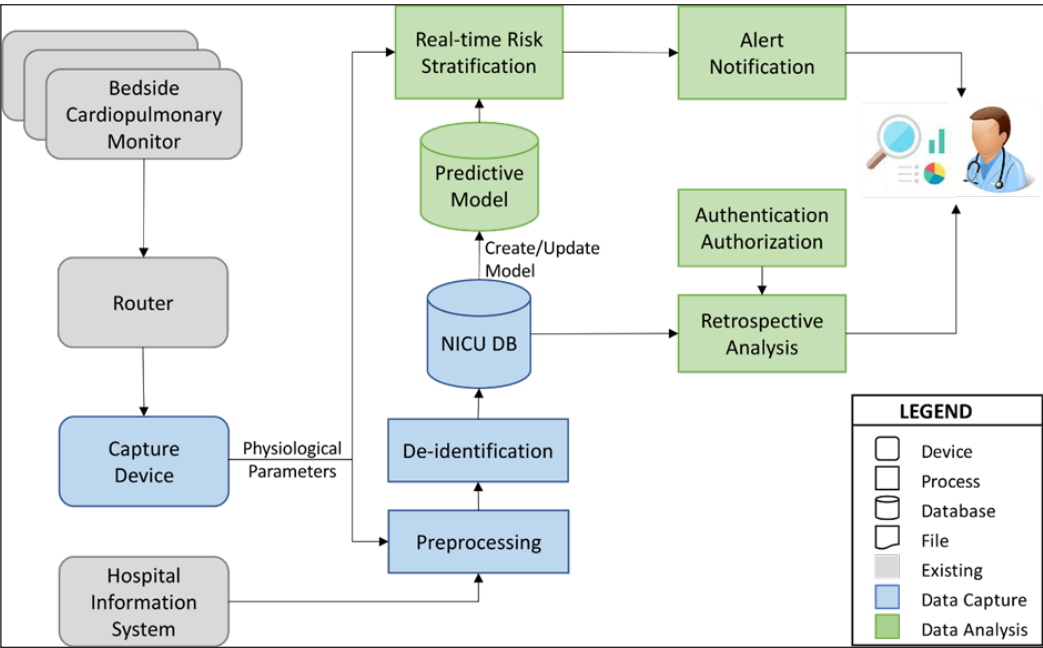 Bedside
Cardiopulmonary
Monitor
Router
Capture
Device
Physiological
Parameters
Hospital
Information
System
Real-time Risk
Stratification
Predictive
Model
Create/Update
Model
NICU DB
De-identification
Preprocessing
Alert
Notification
Authentication
Authorization
Retrospective
Analysis
LEGEND
Device
Process
Database
File
Existing
Data Capture
Data Analysis